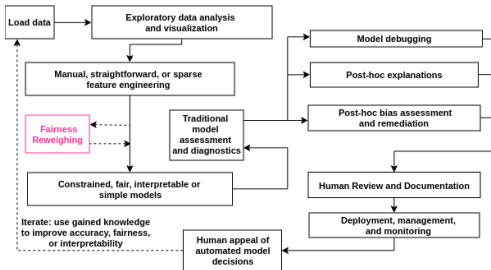 Load data
Exploratory data analysis
and visualization
Manual, straightforward, or sparse
feature engineering
Fairness
Reweighing
Constrained, fair, interpretable or
simple models
Traditional
model
assessment
and diagnostics
Model debugging
Post-hoc explanations
Post-hoc bias assessment
and remediation
Human Review and Documentation
Deployment, management,
and monitoring
Human appeal of
automated model
decisions
Iterate: use gained knowledge
to improve accuracy, fairness,
or interpretability